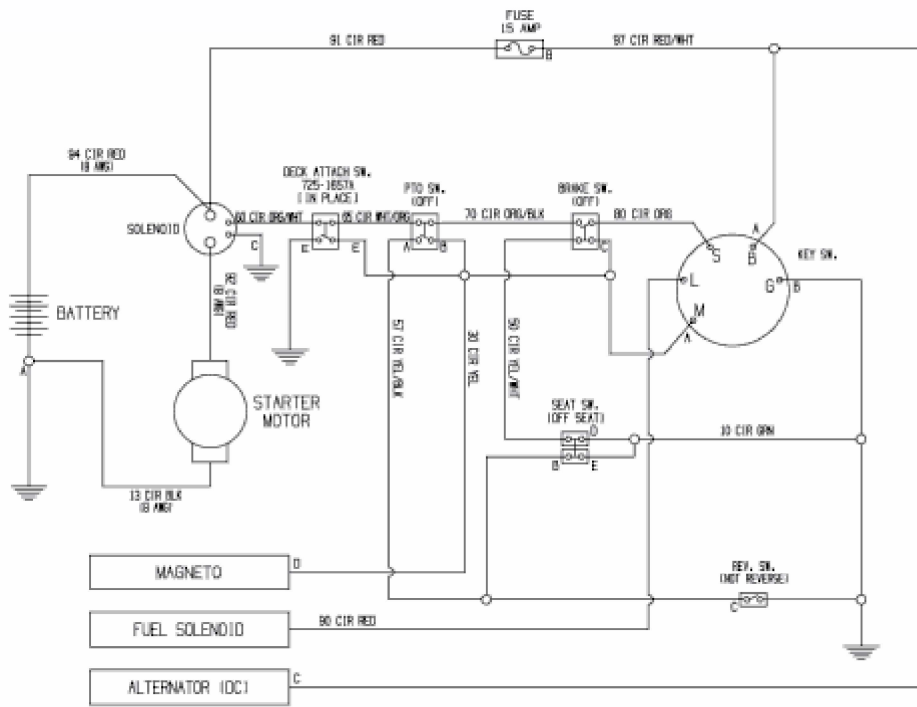 FUSE
15 AMP
91 CIR RED
97 CIR RED/WHT
B
94 CIR RED
(8 AWG)
DECK ATTACH SW.
725-1657A
[IN PLACE]
PTO SW.
(OFF)
BRAKE SW.
(OFF)
60 CIR ORG/WHT
65 CIR WHT/ORG
70 CIR ORG/BLK
80 CIR ORG
SOLENOID
C
E
E
A
B
C
S
A
B
KEY SW.
L
G
B
M
A
92 CIR RED
(8 AWG)
BATTERY
A
57 CIR YEL/BLK
30 CIR YEL
50 CIR YEL/WHT
STARTER
MOTOR
SEAT SW.
(OFF SEAT)
D
10 CIR GRN
B
E
13 CIR BLK
(8 AWG)
MAGNETO
D
REV. SW.
(NOT REVERSE)
C
FUEL SOLENOID
90 CIR RED
ALTERNATOR (DC)
C